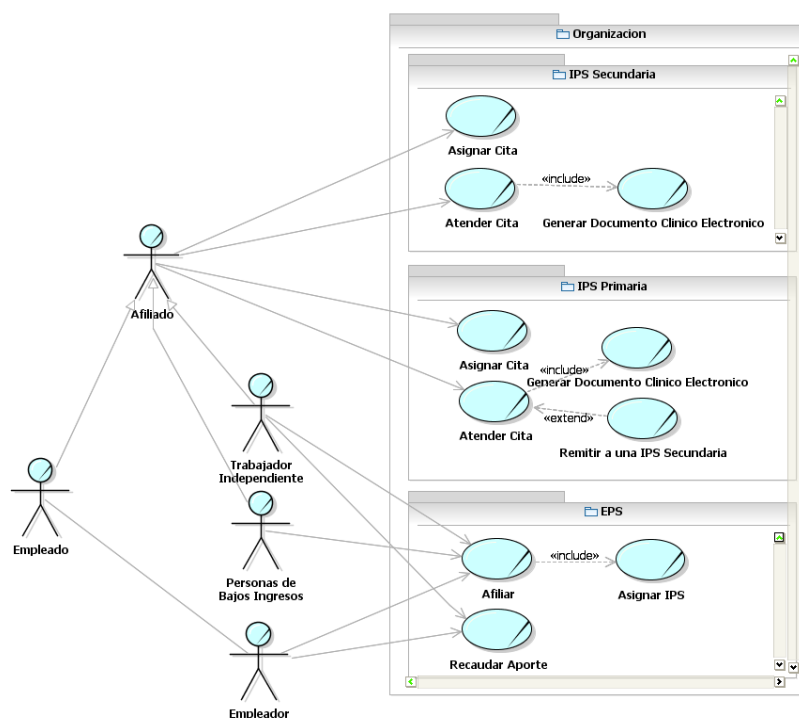 Organizacion
IPS Secundaria
Asignar Cita
Atender Cita
«include»
Generar Documento Clinico Electronico
Afiliado
IPS Primaria
Asignar Cita
«include»
Generar Documento Clinico Electronico
Atender Cita
«extend»
Remitir a una IPS Secundaria
Trabajador
Independiente
Empleado
Personas de
Bajos Ingresos
EPS
Afiliar
«include»
Asignar IPS
Recaudar Aporte
Empleador